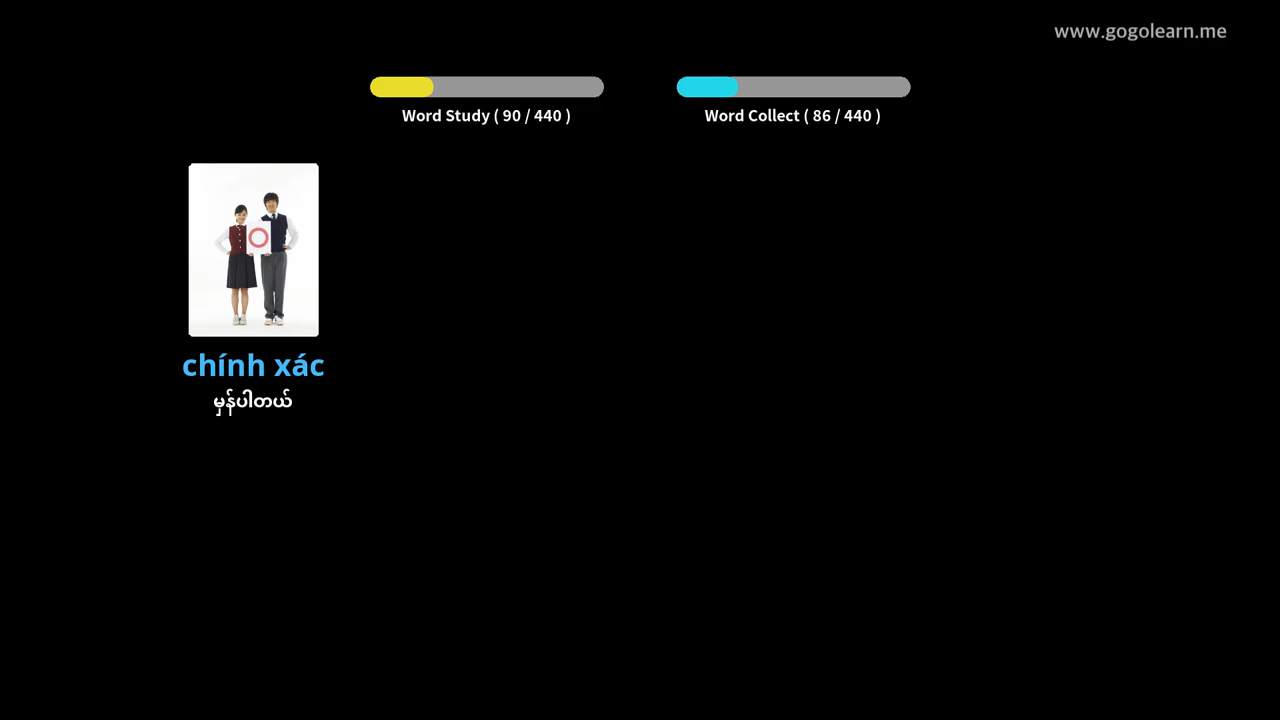 www.gogolearn.me
Word Study ( 90 / 440 )
Word Collect ( 86 / 440 )
chính xác
မှန်ပါတယ်